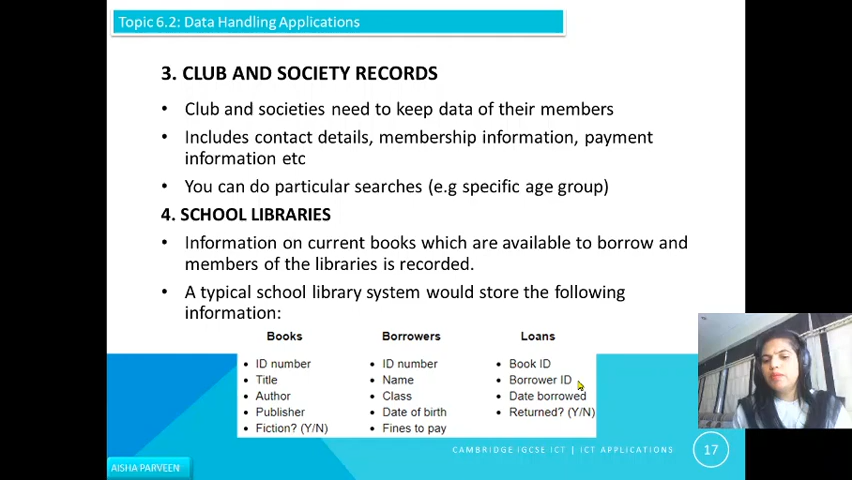 Topic 6.2: Data Handling Applications
3. CLUB AND SOCIETY RECORDS
• Club and societies need to keep data of their members
• Includes contact details, membership information, payment
information etc
• You can do particular searches (e.g specific age group)
4. SCHOOL LIBRARIES
• Information on current books which are available to borrow and
members of the libraries is recorded.
• A typical school library system would store the following
information:
Books
• ID number
• Title
• Author
• Publisher
• Fiction? (Y/N)
Borrowers
• ID number
• Name
• Class
• Date of birth
• Fines to pay
Loans
• Book ID
• Borrower ID
• Date borrowed
• Returned? (Y/N)
CAMBRIDGE IGCSE ICT | ICT APPLICATIONS
17
AISHA PARVEEN